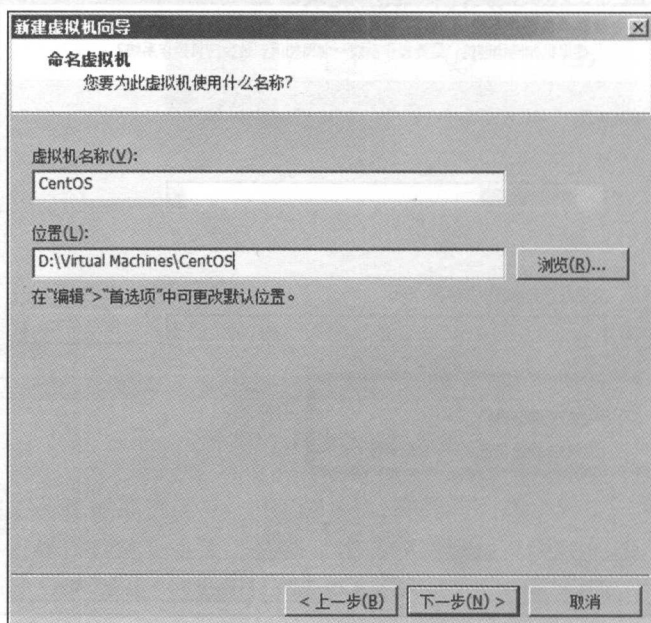 新建虚拟机向导
命名虚拟机
您要为此虚拟机使用什么名称?
虚拟机名称(V):
CentOS
位置(L):
D:\Virtual Machines\CentOS
浏览(R)...
在"编辑">"首选项"中可更改默认位置。
< 上一步(B)
下一步(N) >
取消